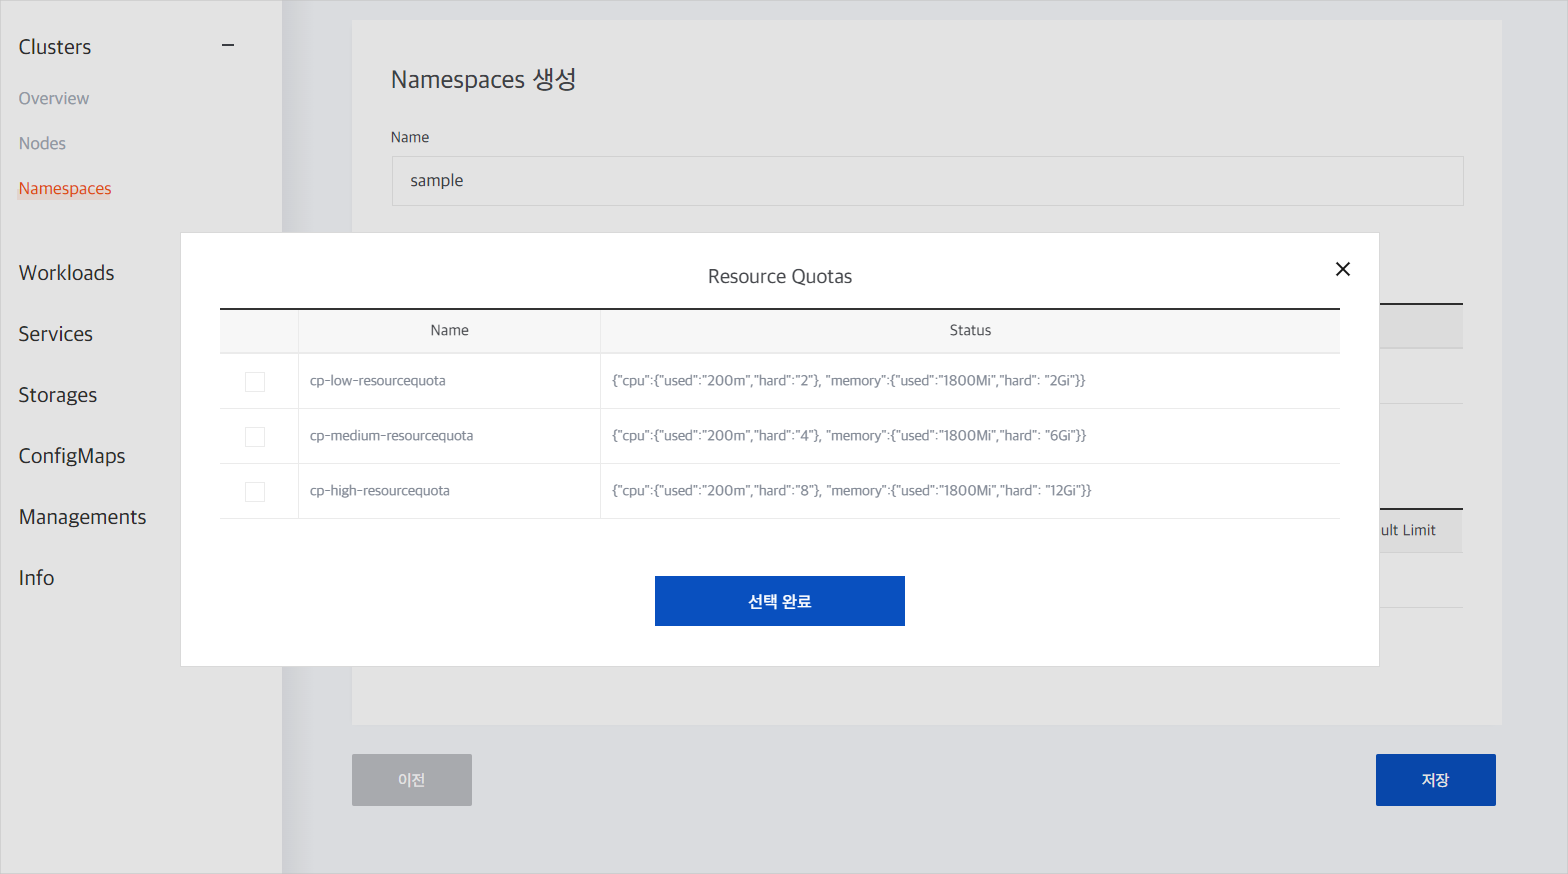 Clusters
Overview
Nodes
Namespaces
Workloads
Services
Storages
ConfigMaps
Managements
Info
Namespaces 생성
Name
sample
Resource Quotas
Name Status
cp-low-resourcequota {"cpu":{"used":"200m","hard":"2"}, "memory":{"used":"1800Mi","hard": "2Gi"}}
cp-medium-resourcequota {"cpu":{"used":"200m","hard":"4"}, "memory":{"used":"1800Mi","hard": "6Gi"}}
cp-high-resourcequota {"cpu":{"used":"200m","hard":"8"}, "memory":{"used":"1800Mi","hard": "12Gi"}}
선택 완료
ult Limit
이전
저장